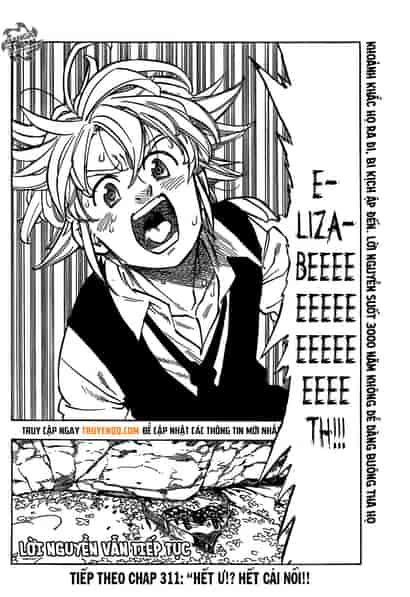 E-
LIZA-
BEEEE
EEEEE
EEEEE
EEEE
TH!!!
KHOẢNH KHẮC HỌ RA ĐI, BI KỊCH ẬP ĐẾN. LỜI NGUYỀN SUỐT 3000 NĂM KHÔNG DỄ DÀNG BUÔNG THA HỌ
TRUY CẬP NGAY TRUYENQQ.COM ĐỂ CẬP NHẬT CÁC THÔNG TIN MỚI NHẤT
LỜI NGUYỀN VẪN TIẾP TỤC
TIẾP THEO CHAP 311: "HẾT Ư!? HẾT CÁI NỒI!!